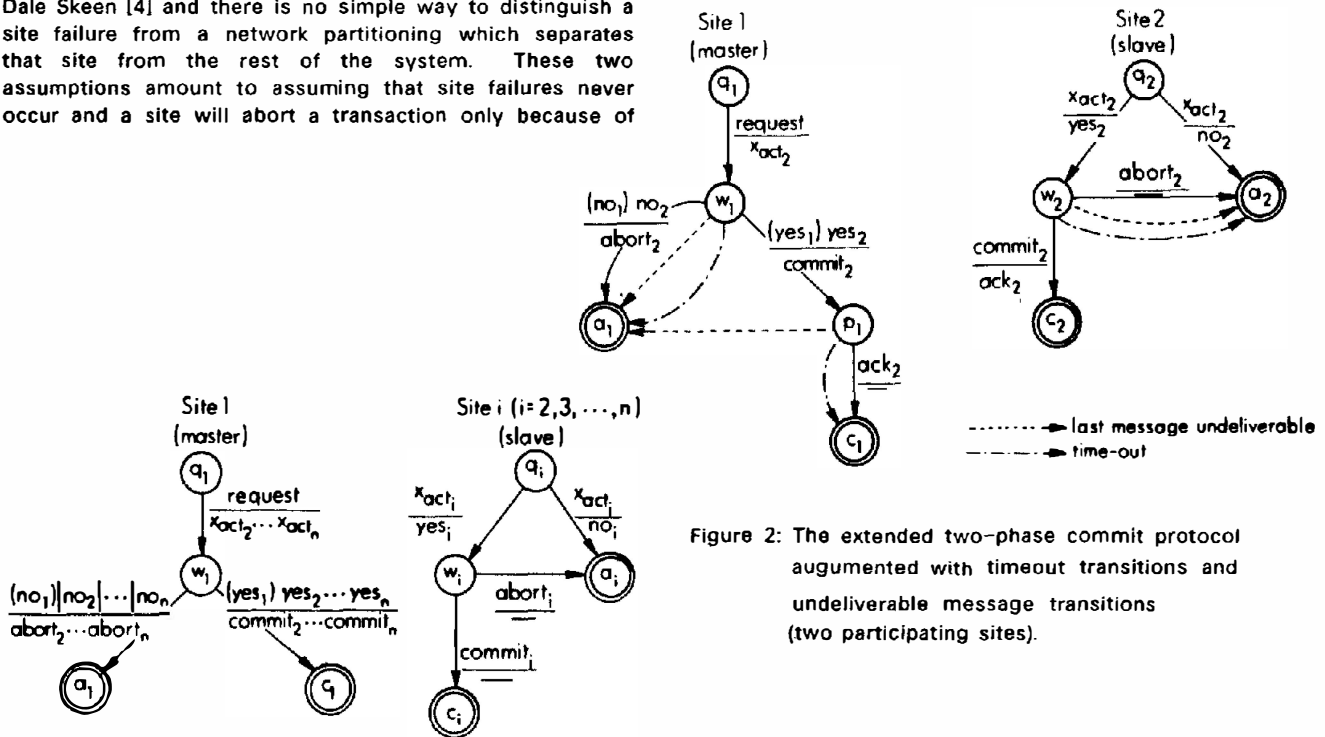 Dale Skeen [4] and there is no simple way to distinguish a
site failure from a network partitioning which separates
that site from the rest of the system. These two
assumptions amount to assuming that site failures never
occur and a site will abort a transaction only because of
Site 1
(master)
q1
request
xact2
w1
(no1) no2
abort2
(yes1) yes2
commit2
a1
p1
ack2
c1
Site 2
(slave)
q2
xact2
yes2
xact2
no2
w2
abort2
a2
commit2
ack2
c2
last message undeliverable
time-out
Site 1
(master)
q1
request
xact2...xactn
w1
(no1)|no2|...|non
abort2...abortn
(yes1) yes2...yesn
commit2...commitn
a1
c1
Site i (i=2,3,...,n)
(slave)
qi
xacti
yesi
xacti
noi
wi
aborti
ai
commiti
ci
Figure 2: The extended two-phase commit protocol
augumented with timeout transitions and
undeliverable message transitions
(two participating sites).